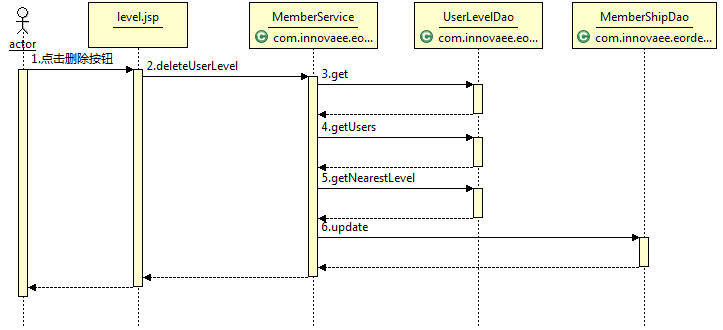 actor
level.jsp
MemberService
com.innovaee.eo...
UserLevelDao
com.innovaee.eo...
MemberShipDao
com.innovaee.eorde...
1.点击删除按钮
2.deleteUserLevel
3.get
4.getUsers
5.getNearestLevel
6.update